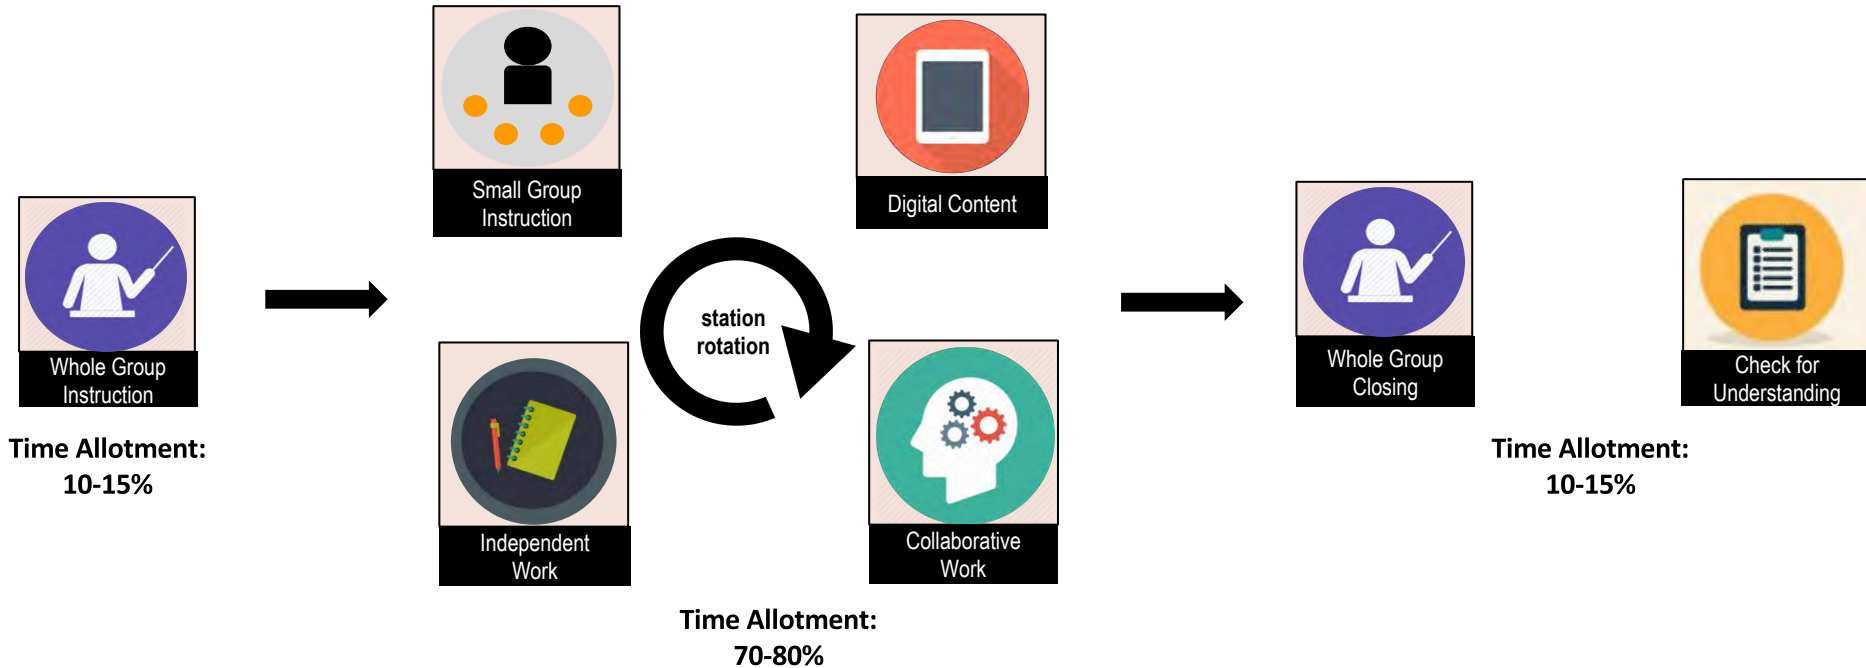 Whole Group
Instruction
Time Allotment:
10-15%
Small Group
Instruction
Digital Content
station
rotation
Independent
Work
Collaborative
Work
Time Allotment:
70-80%
Whole Group
Closing
Check for
Understanding
Time Allotment:
10-15%